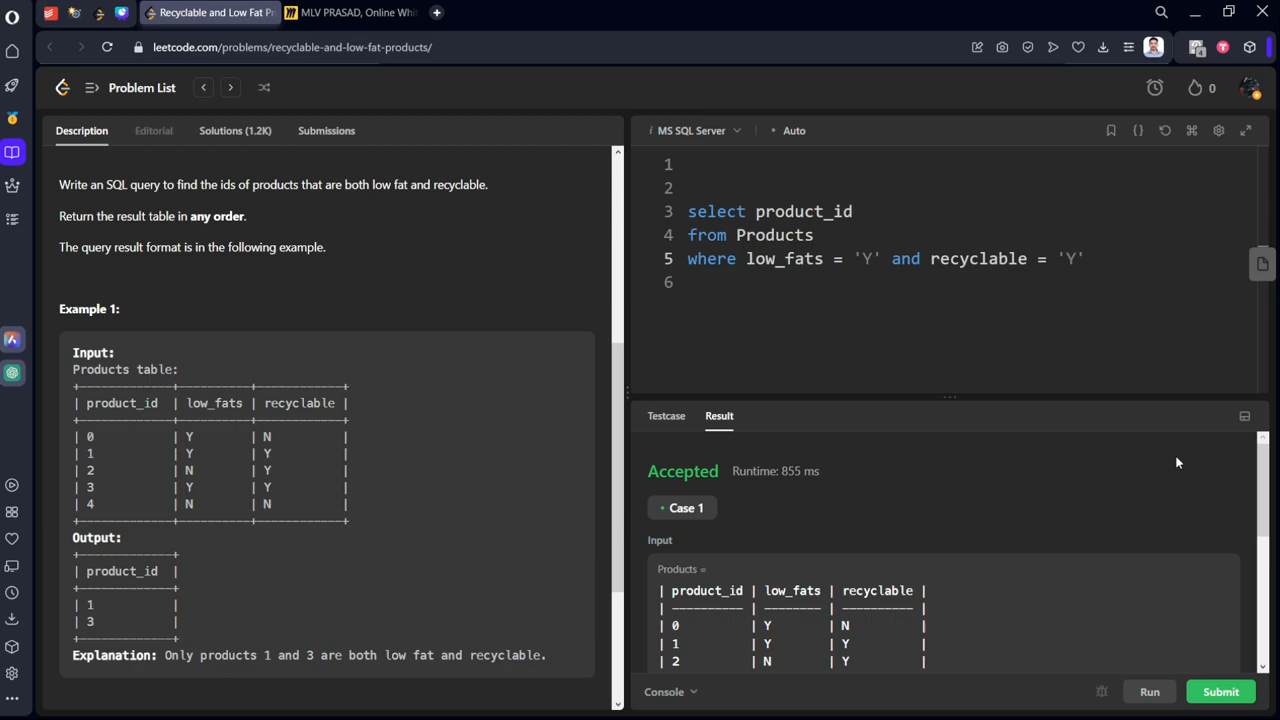 Recyclable and Low Fat Pr
MLV PRASAD, Online Whi
leetcode.com/problems/recyclable-and-low-fat-products/
4
Problem List
0
Description
Editorial
Solutions (1.2K)
Submissions
Write an SQL query to find the ids of products that are both low fat and recyclable.
Return the result table in any order.
The query result format is in the following example.
Example 1:
Input:
Products table:
+-------------+----------+------------+
| product_id | low_fats | recyclable |
+-------------+----------+------------+
| 0 | Y | N |
| 1 | Y | Y |
| 2 | N | Y |
| 3 | Y | Y |
| 4 | N | N |
+-------------+----------+------------+
Output:
+-------------+
| product_id |
+-------------+
| 1 |
| 3 |
+-------------+
Explanation: Only products 1 and 3 are both low fat and recyclable.
i MS SQL Server
• Auto
1
2
3 select product_id
4 from Products
5 where low_fats = 'Y' and recyclable = 'Y'
6
Testcase
Result
Accepted
Runtime: 855 ms
• Case 1
Input
Products =
| product_id | low_fats | recyclable |
| ---------- | -------- | ---------- |
| 0 | Y | N |
| 1 | Y | Y |
| 2 | N | Y |
Console
Run
Submit